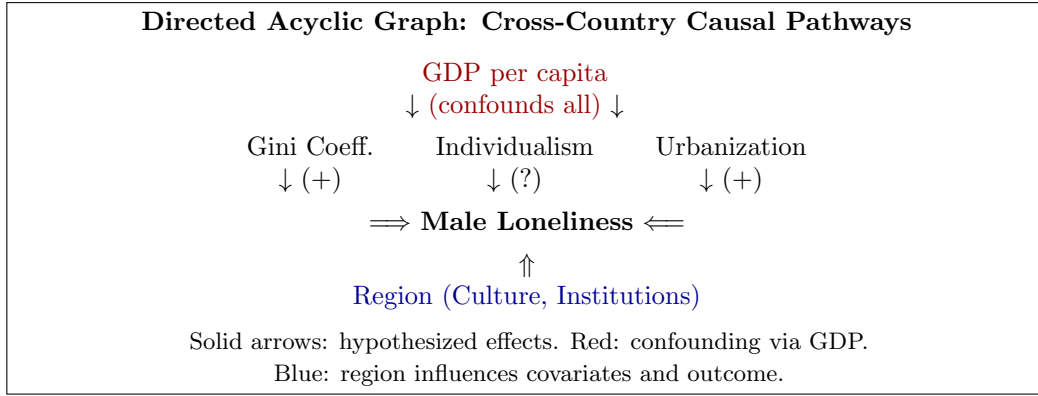 Directed Acyclic Graph: Cross-Country Causal Pathways
GDP per capita
↓ (confounds all) ↓
Gini Coeff. Individualism Urbanization
↓ (+) ↓ (?) ↓ (+)
⟹ Male Loneliness ⟸
⇑
Region (Culture, Institutions)
Solid arrows: hypothesized effects. Red: confounding via GDP.
Blue: region influences covariates and outcome.